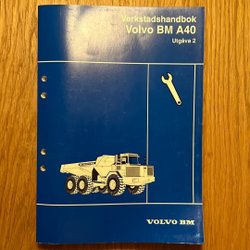 Verkstadshandbok
Volvo BM A40
Utgåva 2
VOLVO BM